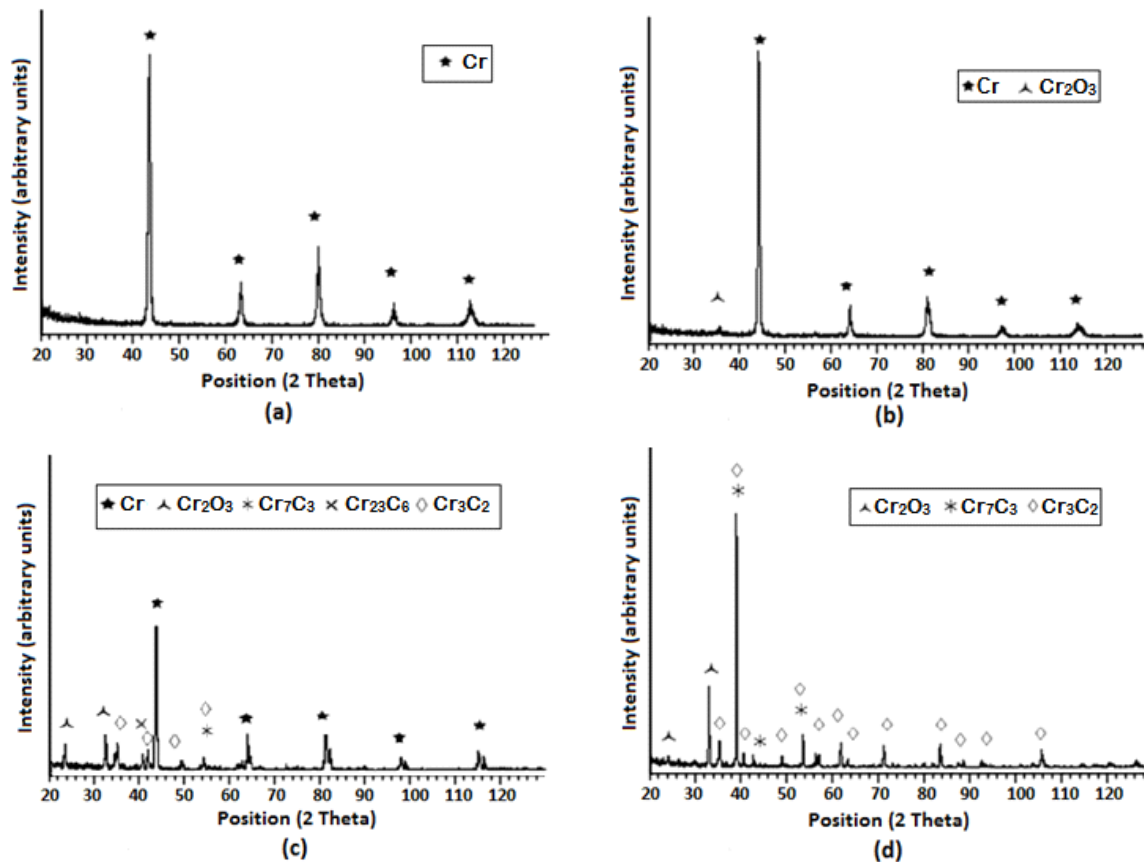 Intensity (arbitrary units)
★ Cr
20 30 40 50 60 70 80 90 100 110 120
Position (2 Theta)
(a)
Intensity (arbitrary units)
★ Cr ⅄ Cr₂O₃
20 30 40 50 60 70 80 90 100 110 120
Position (2 Theta)
(b)
Intensity (arbitrary units)
★ Cr ⅄ Cr₂O₃ ✳ Cr₇C₃ × Cr₂₃C₆ ◇ Cr₃C₂
20 30 40 50 60 70 80 90 100 110 120
Position (2 Theta)
(c)
Intensity (arbitrary units)
⅄ Cr₂O₃ ✳ Cr₇C₃ ◇ Cr₃C₂
20 30 40 50 60 70 80 90 100 110 120
Position (2 Theta)
(d)